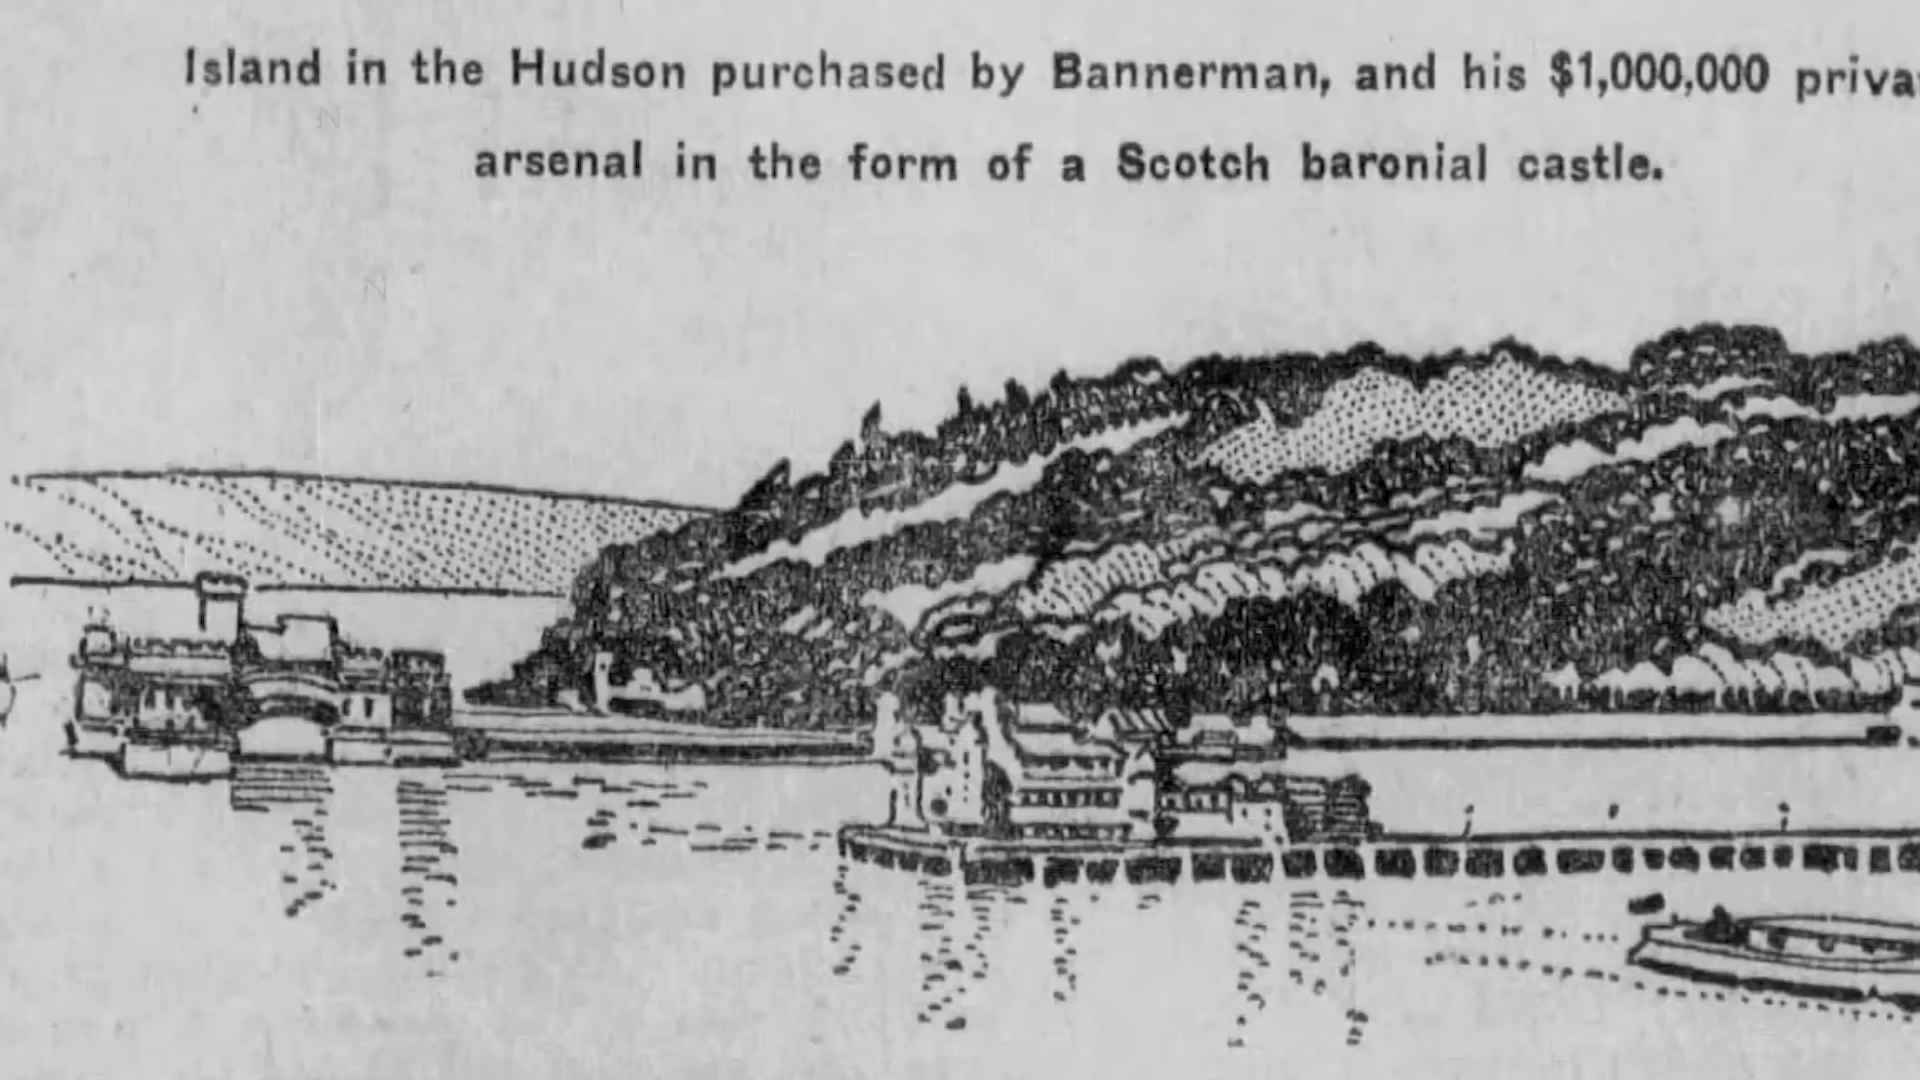 Island in the Hudson purchased by Bannerman, and his $1,000,000 priva
arsenal in the form of a Scotch baronial castle.